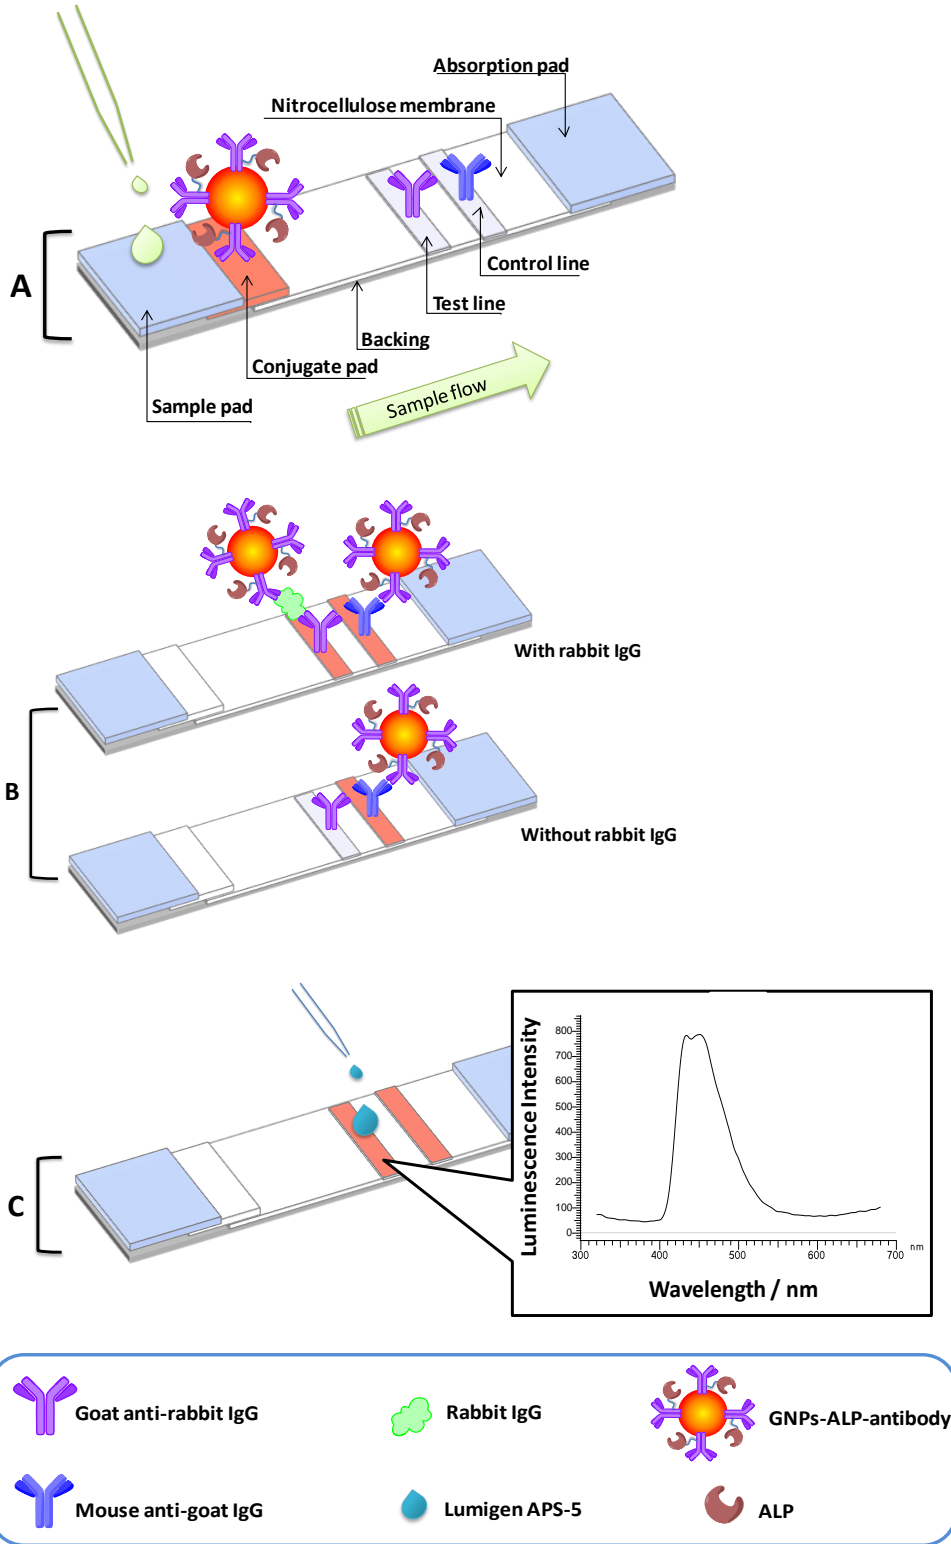 Absorption pad
Nitrocellulose membrane
A
Control line
Test line
Backing
Conjugate pad
Sample pad
Sample flow
With rabbit IgG
B
Without rabbit IgG
C
Luminescence Intensity
800
700
600
500
400
300
200
100
0
300
400
500
600
700
nm
Wavelength / nm
Goat anti-rabbit IgG
Rabbit IgG
GNPs-ALP-antibody
Mouse anti-goat IgG
Lumigen APS-5
ALP